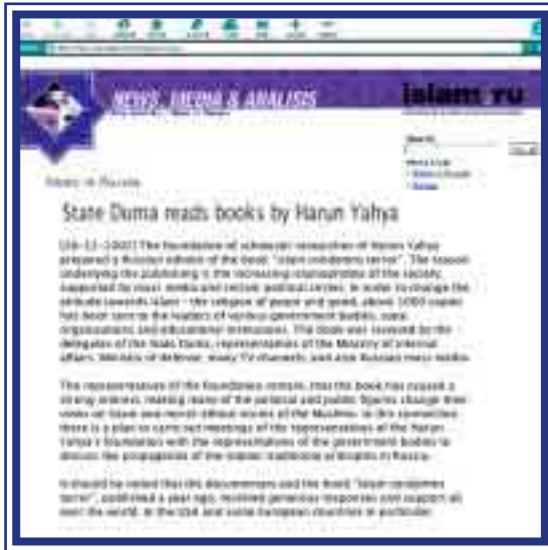 NEWS, MEDIA & ANALISIS
islam ru
News in Russia
State Duma reads books by Harun Yahya
The foundation of scientific researches of Harun Yahya
prepared a Russian edition of the book "Islam condemns terror". The reason
underlying the publishing is the increasing islamophobia of the society,
supported by mass media and certain political circles. In order to change the
attitude towards Islam - the religion of peace and good, about 1000 copies
has been sent to the leaders of various government bodies, state
organizations and educational institutions. The book was received by the
delegates of the State Duma, representatives of the Ministry of internal
affairs, Ministry of defense, many TV channels, and also Russian mass media.
The representatives of the foundation remark, that the book has caused a
strong interest, making many of the political and public figures change their
views on Islam and moral-ethical of the Muslims. In this connection
there is a plan to carry out meetings of the representatives of the Harun
Yahya's foundation with the representatives of the government bodies to
discuss the propaganda of the Islamic traditional in Russia.
It should be noted that the documentary and the book "Islam condemns
terror", published a year ago, received generous responses and support all
over the world, in the USA and some European countries in particular.